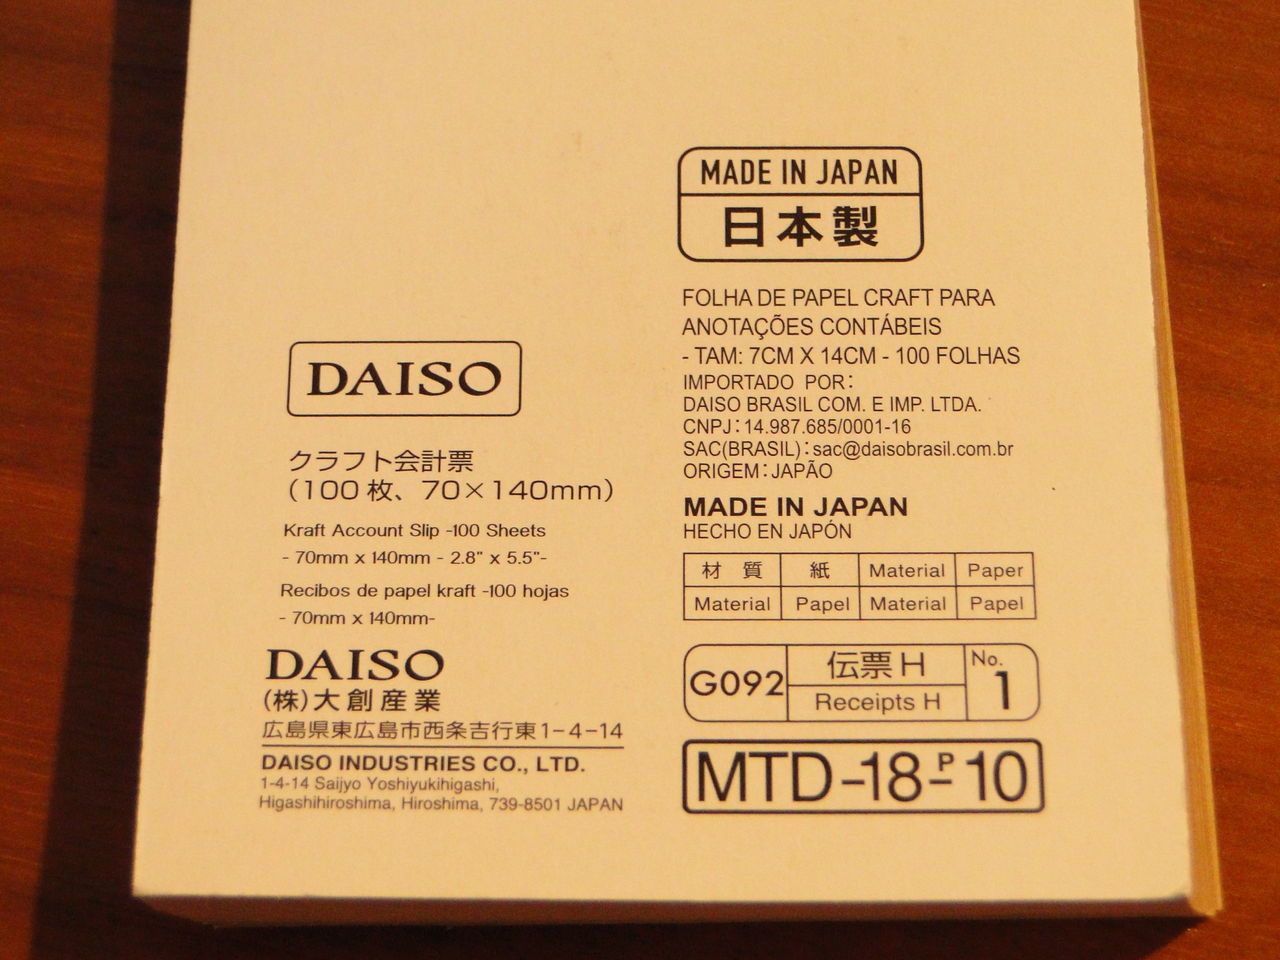 DAISO
クラフト会計票
（100枚、70×140mm）
Kraft Account Slip -100 Sheets
- 70mm x 140mm - 2.8" x 5.5"-
Recibos de papel kraft -100 hojas
- 70mm x 140mm-
DAISO
(株)大創産業
広島県東広島市西条吉行東1-4-14
DAISO INDUSTRIES CO., LTD.
1-4-14 Saijyo Yoshiyukihigashi,
Higashihiroshima, Hiroshima, 739-8501 JAPAN
MADE IN JAPAN
日本製
FOLHA DE PAPEL CRAFT PARA
ANOTAÇÕES CONTÁBEIS
- TAM: 7CM X 14CM - 100 FOLHAS
IMPORTADO POR:
DAISO BRASIL COM. E IMP. LTDA.
CNPJ:14.987.685/0001-16
SAC(BRASIL):sac@daisobrasil.com.br
ORIGEM:JAPÃO
MADE IN JAPAN
HECHO EN JAPÓN
材 質 紙 Material Paper
Material Papel Material Papel
G092 伝票H No. 1
Receipts H
MTD-18-P10